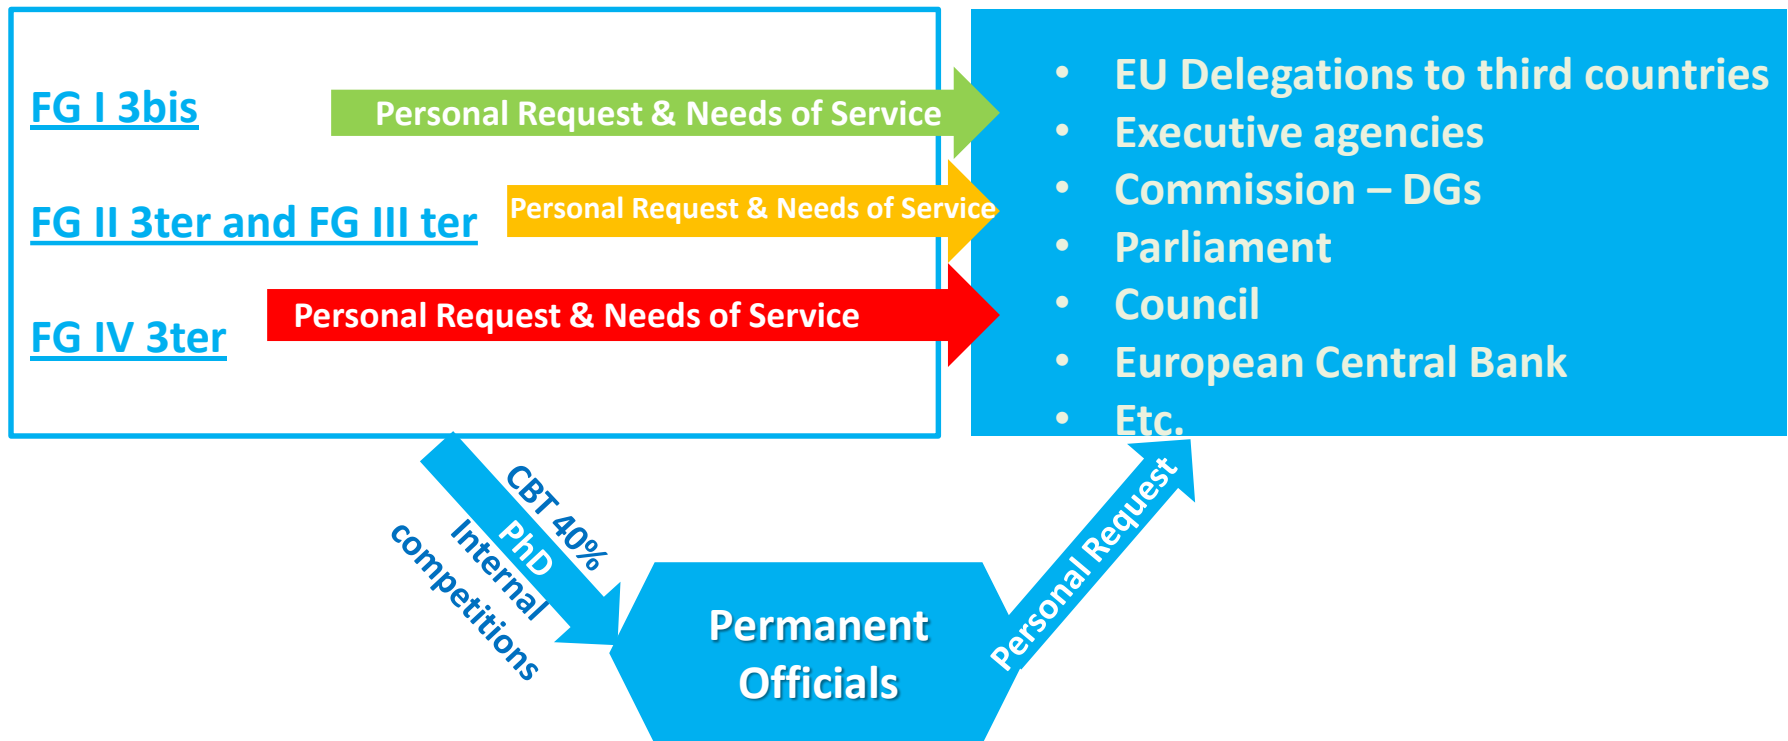 FG I 3bis
Personal Request & Needs of Service
FG II 3ter and FG III ter
Personal Request & Needs of Service
FG IV 3ter
Personal Request & Needs of Service
• EU Delegations to third countries
• Executive agencies
• Commission – DGs
• Parliament
• Council
• European Central Bank
• Etc.
CBT 40%
PhD
Internal
competitions
Permanent
Officials
Personal Request